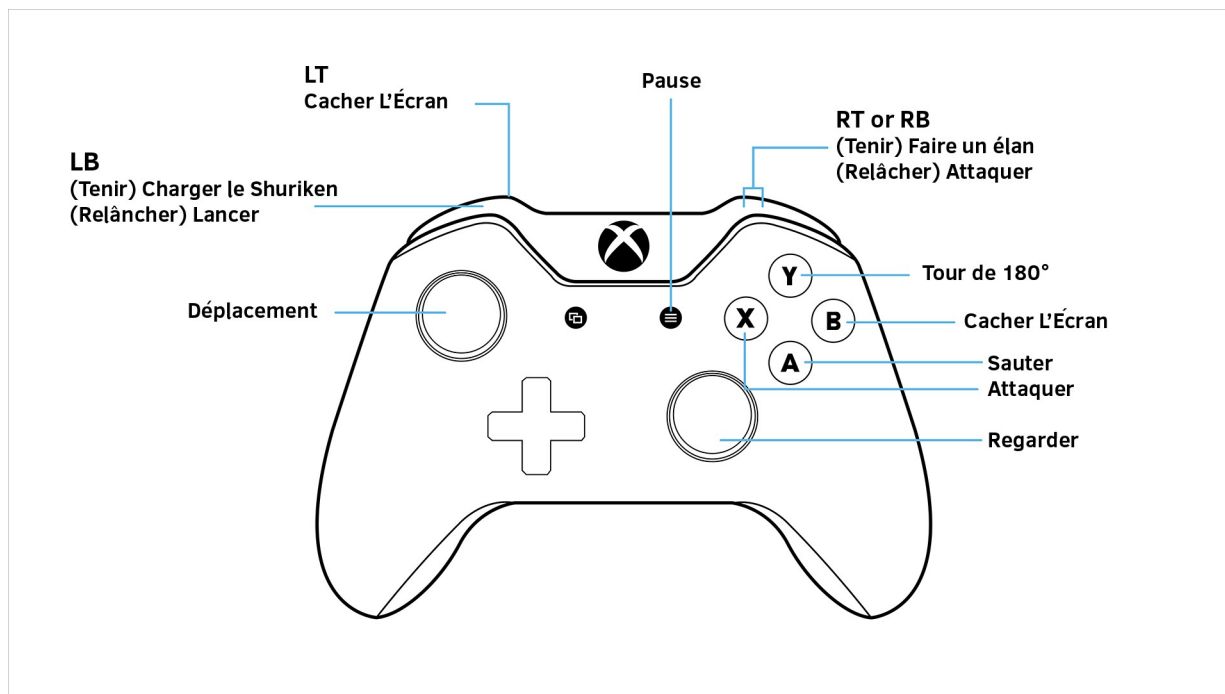 LT
Cacher L'Écran
Pause
RT or RB
(Tenir) Faire un élan
(Relâcher) Attaquer
LB
(Tenir) Charger le Shuriken
(Relâncher) Lancer
Y
Tour de 180°
Déplacement
X
B
Cacher L'Écran
A
Sauter
Attaquer
Regarder